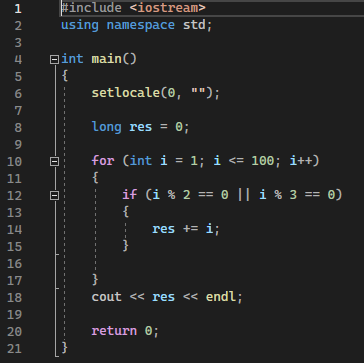 1 #include <iostream>
2 using namespace std;
3
4 int main()
5 {
6     setlocale(0, "");
7
8     long res = 0;
9
10     for (int i = 1; i <= 100; i++)
11     {
12         if (i % 2 == 0 || i % 3 == 0)
13         {
14             res += i;
15         }
16
17     }
18     cout << res << endl;
19
20     return 0;
21 }